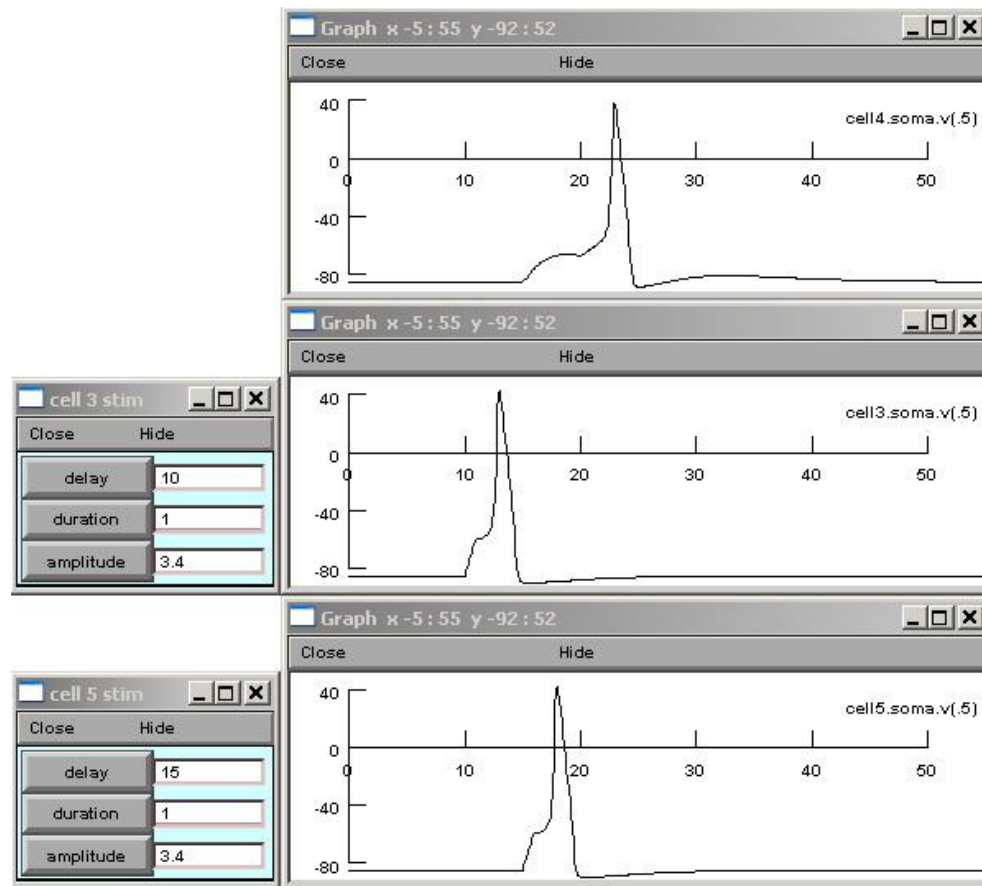 Graph x -5 : 55 y -92 : 52
Close Hide
40
cell4.soma.v(.5)
0
0 10 20 30 40 50
-40
-80
Graph x -5 : 55 y -92 : 52
Close Hide
40
cell3.soma.v(.5)
0
0 10 20 30 40 50
-40
-80
cell 3 stim
Close Hide
delay 10
duration 1
amplitude 3.4
Graph x -5 : 55 y -92 : 52
Close Hide
40
cell5.soma.v(.5)
0
0 10 20 30 40 50
-40
-80
cell 5 stim
Close Hide
delay 15
duration 1
amplitude 3.4